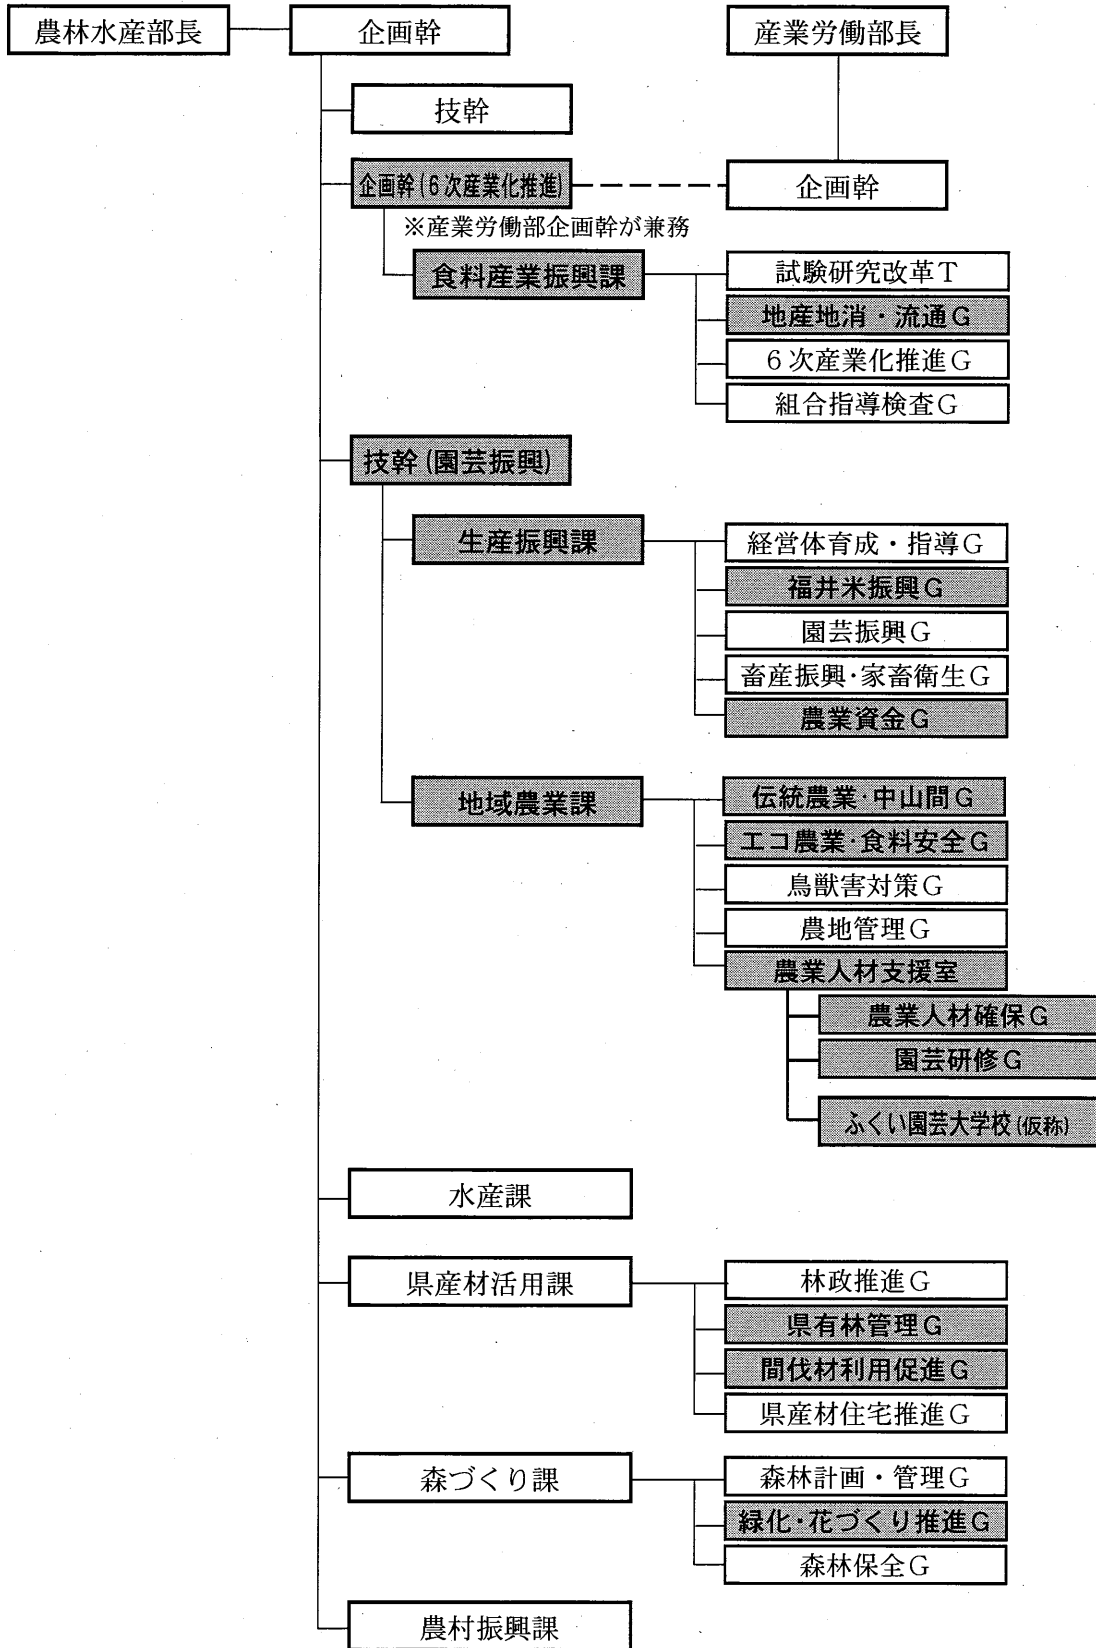 農林水産部長
企画幹
産業労働部長
技幹
企画幹(6次産業化推進)
企画幹
※産業労働部企画幹が兼務
食料産業振興課
試験研究改革T
地産地消・流通G
6次産業化推進G
組合指導検査G
技幹(園芸振興)
生産振興課
経営体育成・指導G
福井米振興G
園芸振興G
畜産振興・家畜衛生G
農業資金G
地域農業課
伝統農業・中山間G
エコ農業・食料安全G
鳥獣害対策G
農地管理G
農業人材支援室
農業人材確保G
園芸研修G
ふくい園芸大学校(仮称)
水産課
県産材活用課
林政推進G
県有林管理G
間伐材利用促進G
県産材住宅推進G
森づくり課
森林計画・管理G
緑化・花づくり推進G
森林保全G
農村振興課